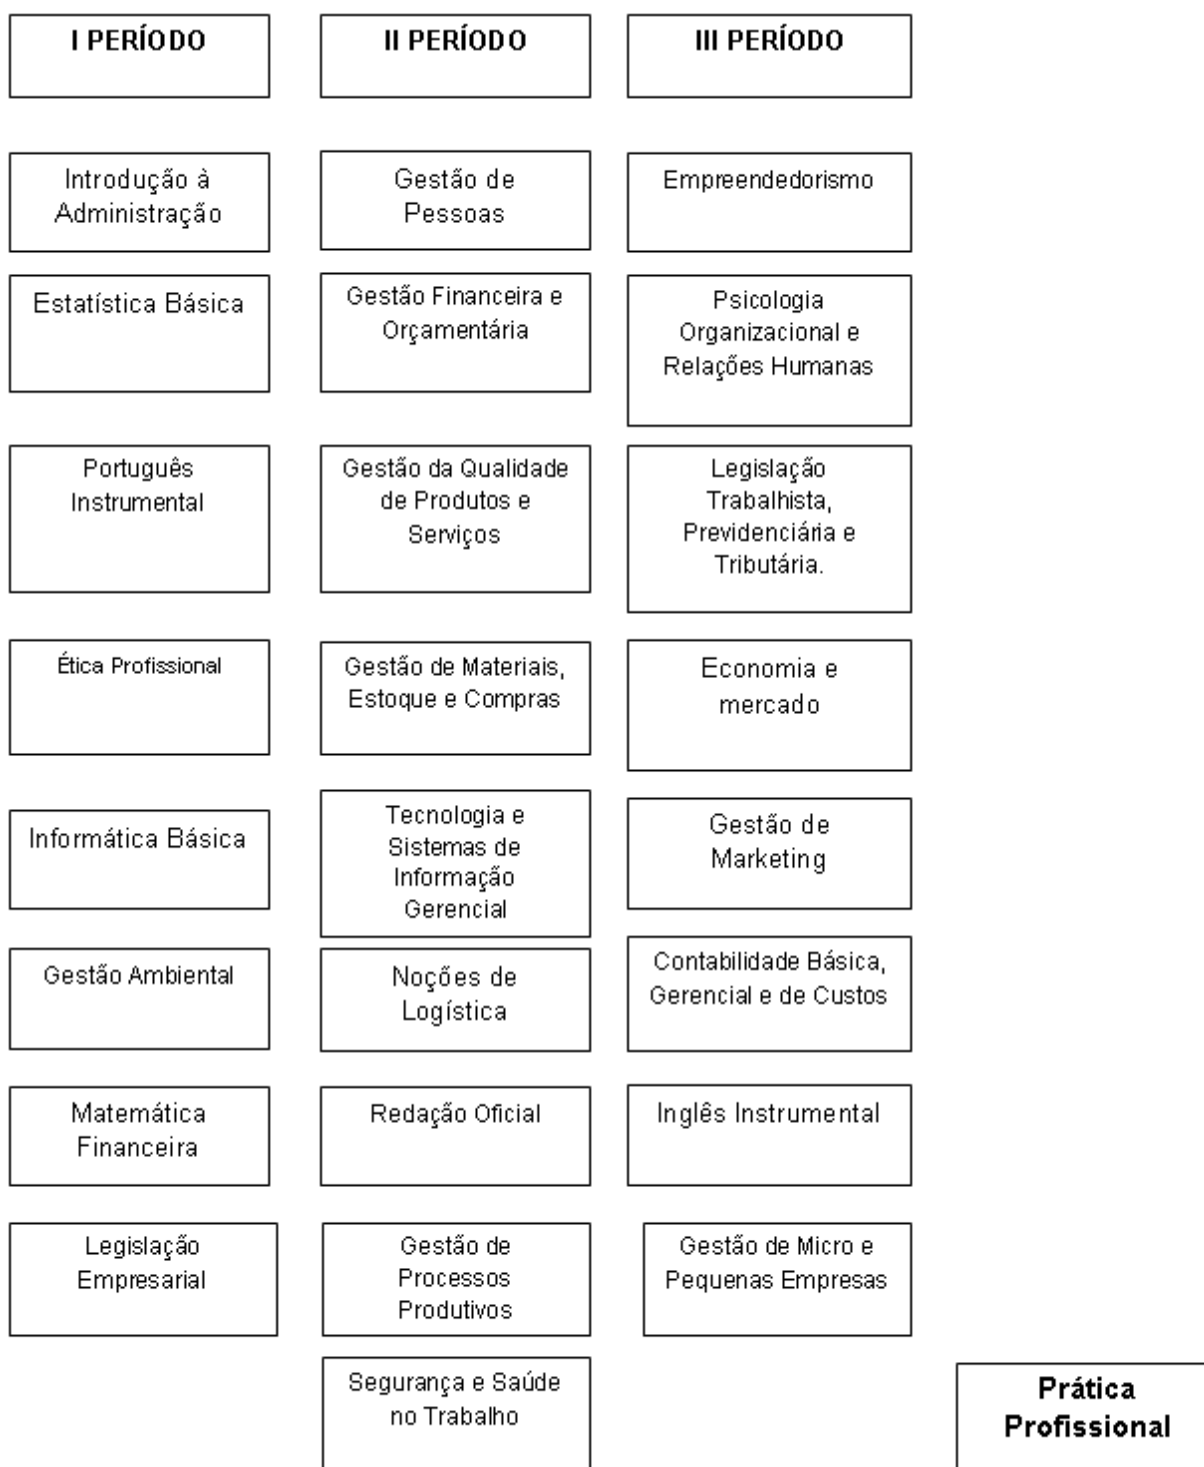 I PERÍODO
II PERÍODO
III PERÍODO
Introdução à
Administração
Gestão de
Pessoas
Empreendedorismo
Estatística Básica
Gestão Financeira e
Orçamentária
Psicologia
Organizacional e
Relações Humanas
Português
Instrumental
Gestão da Qualidade
de Produtos e
Serviços
Legislação
Trabalhista,
Previdenciária e
Tributária.
Ética Profissional
Gestão de Materiais,
Estoque e Compras
Economia e
mercado
Informática Básica
Tecnologia e
Sistemas de
Informação
Gerencial
Gestão de
Marketing
Gestão Ambiental
Noções de
Logística
Contabilidade Básica,
Gerencial e de Custos
Matemática
Financeira
Redação Oficial
Inglês Instrumental
Legislação
Empresarial
Gestão de
Processos
Produtivos
Gestão de Micro e
Pequenas Empresas
Segurança e Saúde
no Trabalho
Prática
Profissional